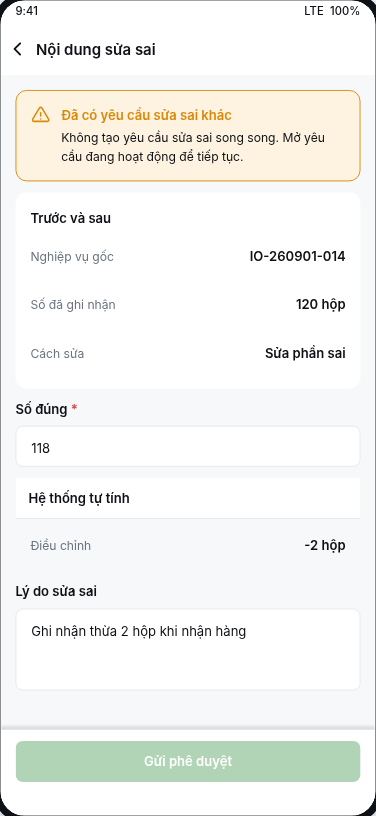 9:41 LTE 100%
Nội dung sửa sai
Đã có yêu cầu sửa sai khác
Không tạo yêu cầu sửa sai song song. Mở yêu
cầu đang hoạt động để tiếp tục.
Trước và sau
Nghiệp vụ gốc IO-260901-014
Số đã ghi nhận 120 hộp
Cách sửa Sửa phần sai
Số đúng *
118
Hệ thống tự tính
Điều chỉnh -2 hộp
Lý do sửa sai
Ghi nhận thừa 2 hộp khi nhận hàng
Gửi phê duyệt